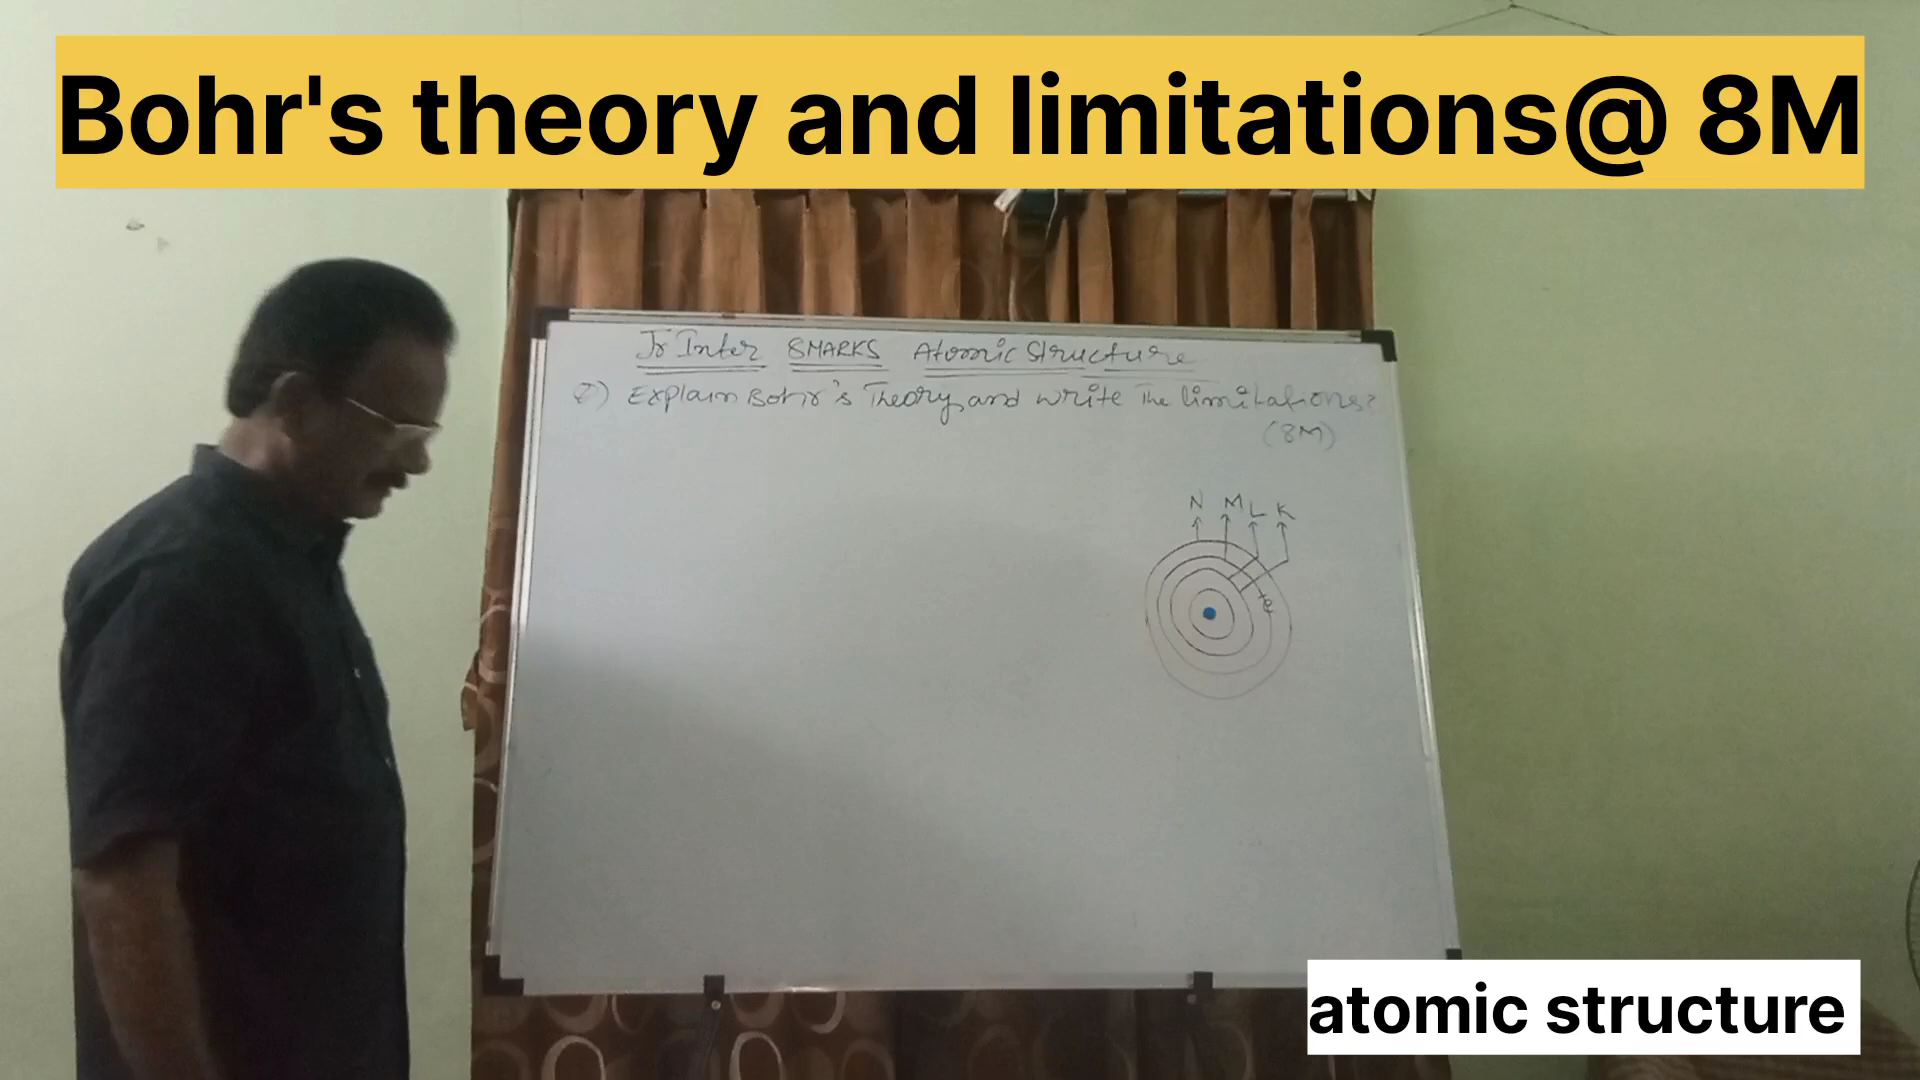 Bohr's theory and limitations@ 8M
Jr Inter 8MARKS Atomic Structure
Q) Explain Bohr's Theory and write The limitations?
(8M)
N M L K
e
atomic structure